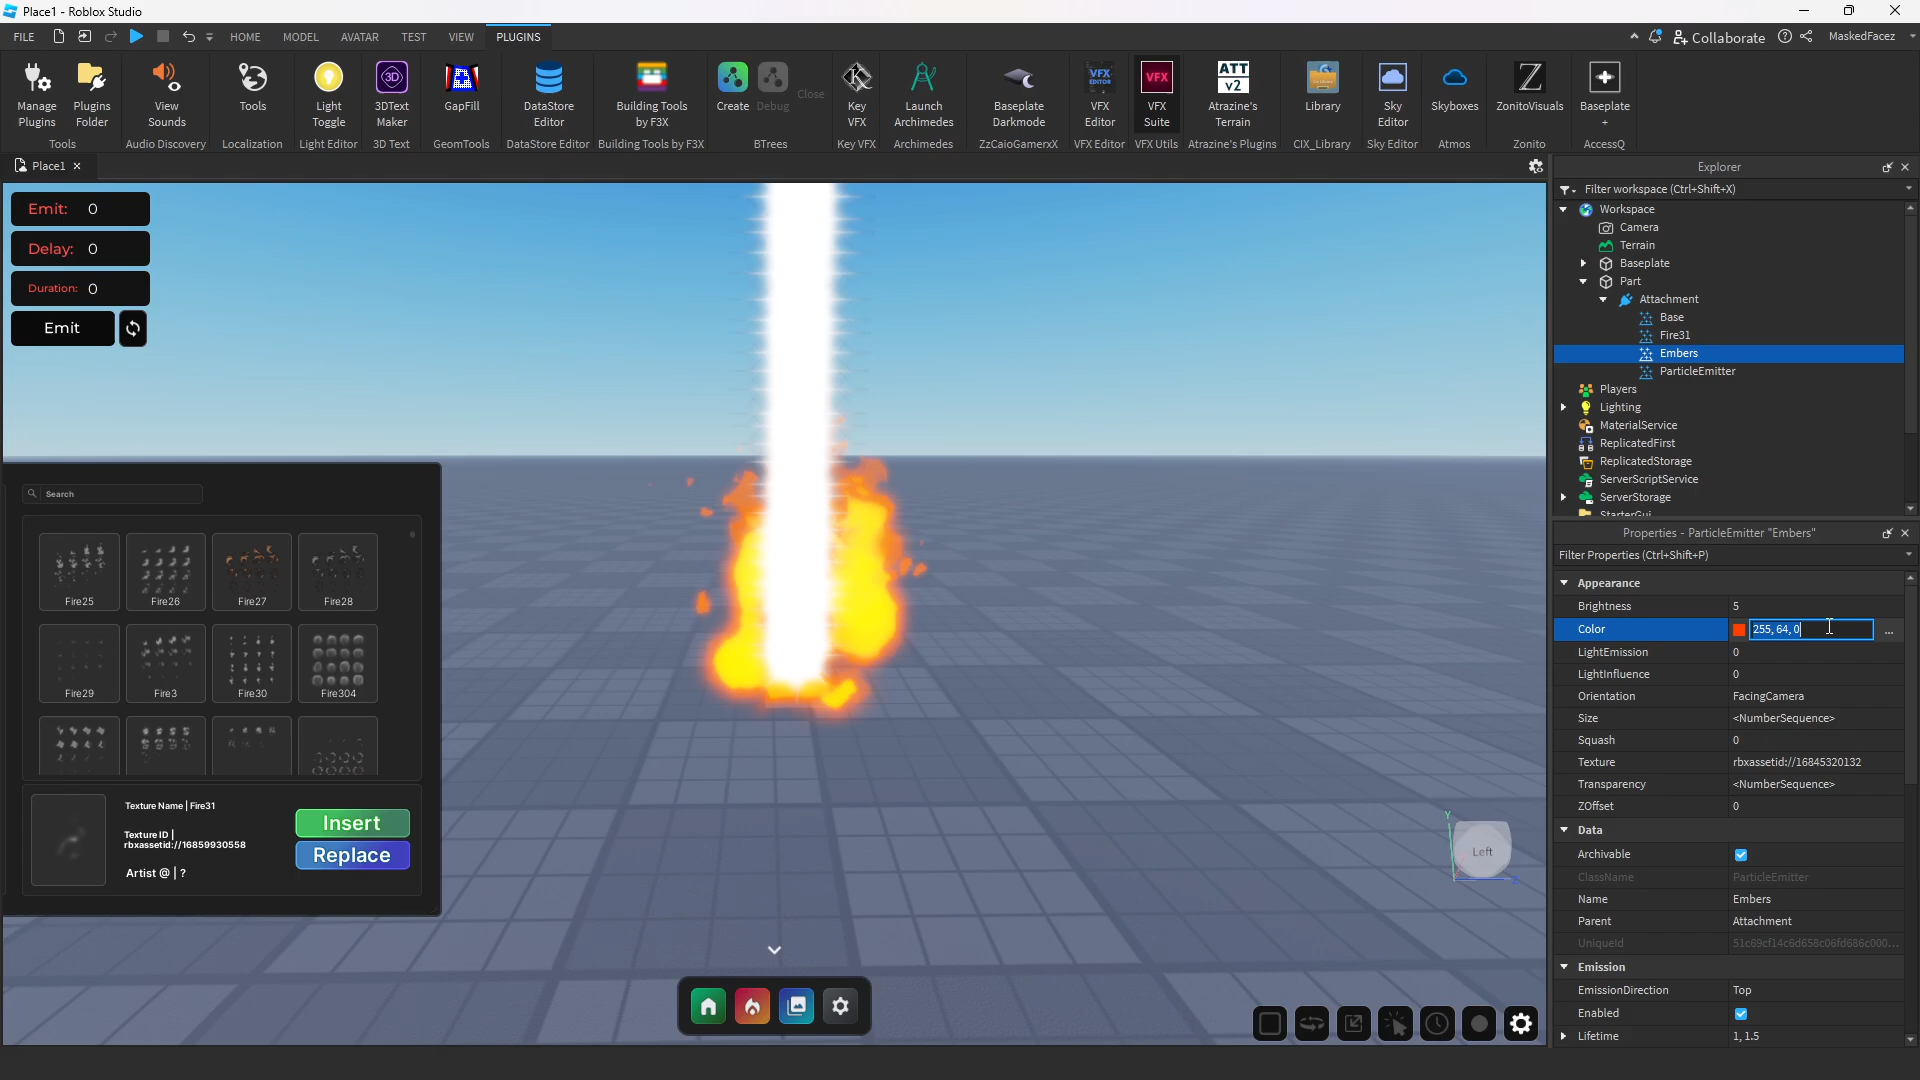 Place1 - Roblox Studio
FILE HOME MODEL AVATAR TEST VIEW PLUGINS Collaborate MaskedFacez
Manage Plugins
Plugins Folder
View Sounds
Tools
Light Toggle
3D
3DText Maker
GapFill
DataStore Editor
Building Tools by F3X
Create
Debug
Close
Key VFX
Launch Archimedes
Baseplate Darkmode
VFX EDITOR
VFX Editor
VFX
VFX Suite
ATT v2
Atrazine's Terrain
Library
Sky Editor
Skyboxes
ZonitoVisuals
Baseplate +
Tools Audio Discovery Localization Light Editor 3D Text GeomTools DataStore Editor Building Tools by F3X BTrees Key VFX Archimedes ZzCaioGamerxX VFX Editor VFX Utils Atrazine's Plugins CIX_Library Sky Editor Atmos Zonito AccessQ
Place1
Emit: 0
Delay: 0
Duration: 0
Emit
Search
Fire25 Fire26 Fire27 Fire28
Fire29 Fire3 Fire30 Fire304
Texture Name | Fire31
Texture ID |
rbxassetid://16859930558
Artist @ | ?
Insert
Replace
Y
Left
Z
Explorer
Filter workspace (Ctrl+Shift+X)
Workspace
Camera
Terrain
Baseplate
Part
Attachment
Base
Fire31
Embers
ParticleEmitter
Players
Lighting
MaterialService
ReplicatedFirst
ReplicatedStorage
ServerScriptService
ServerStorage
StarterGui
Properties - ParticleEmitter "Embers"
Filter Properties (Ctrl+Shift+P)
Appearance
Brightness 5
Color 255, 64, 0 ...
LightEmission 0
LightInfluence 0
Orientation FacingCamera
Size <NumberSequence>
Squash 0
Texture rbxassetid://16845320132
Transparency <NumberSequence>
ZOffset 0
Data
Archivable
ClassName ParticleEmitter
Name Embers
Parent Attachment
UniqueId 51c69cf14c6d658c06fd686c000...
Emission
EmissionDirection Top
Enabled
Lifetime 1, 1.5